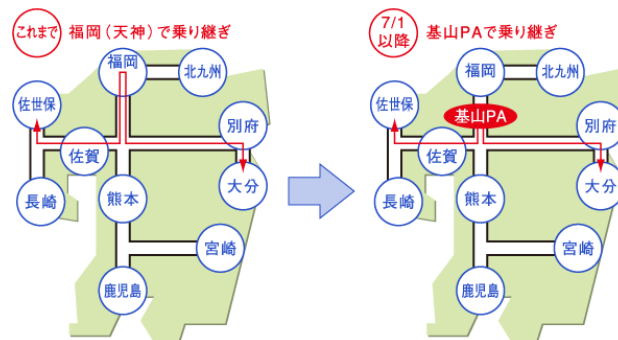 これまで 福岡（天神）で乗り継ぎ
福岡
北九州
佐世保
別府
佐賀
大分
長崎
熊本
宮崎
鹿児島
7/1
以降 基山PAで乗り継ぎ
福岡
北九州
佐世保
基山PA
別府
佐賀
大分
長崎
熊本
宮崎
鹿児島